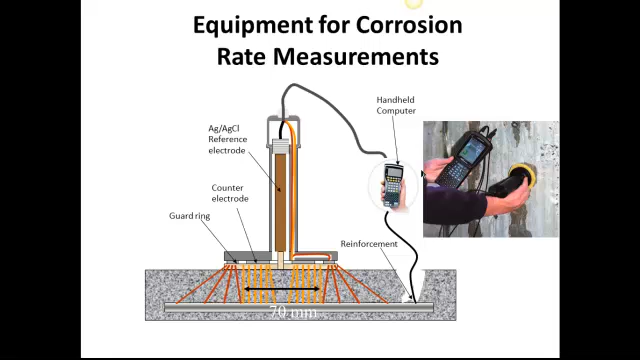 Equipment for Corrosion
Rate Measurements
Handheld
Computer
Ag/AgCl
Reference
electrode
Counter
electrode
Guard ring
Reinforcement
70 mm